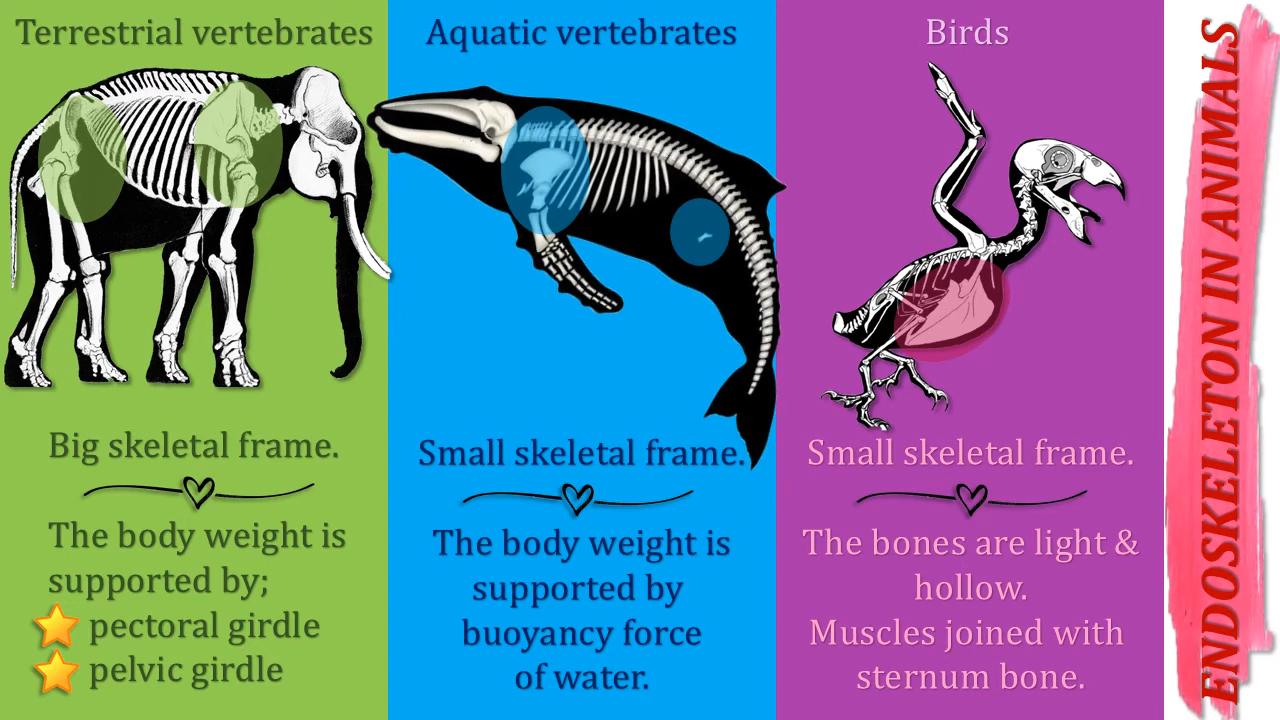 Terrestrial vertebrates
Big skeletal frame.
The body weight is
supported by;
pectoral girdle
pelvic girdle
Aquatic vertebrates
Small skeletal frame.
The body weight is
supported by
buoyancy force
of water.
Birds
Small skeletal frame.
The bones are light &
hollow.
Muscles joined with
sternum bone.
ENDOSKELETON IN ANIMALS